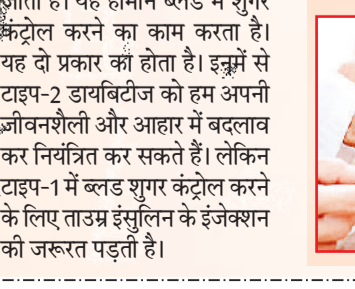 जाता है। यह हार्मोन ब्लड में शुगर
कंट्रोल करने का काम करता है।
यह दो प्रकार का होता है। इनमें से
टाइप-2 डायबिटीज को हम अपनी
जीवनशैली और आहार में बदलाव
कर नियंत्रित कर सकते हैं। लेकिन
टाइप-1 में ब्लड शुगर कंट्रोल करने
के लिए ताउम्र इंसुलिन के इंजेक्शन
की जरूरत पड़ती है।